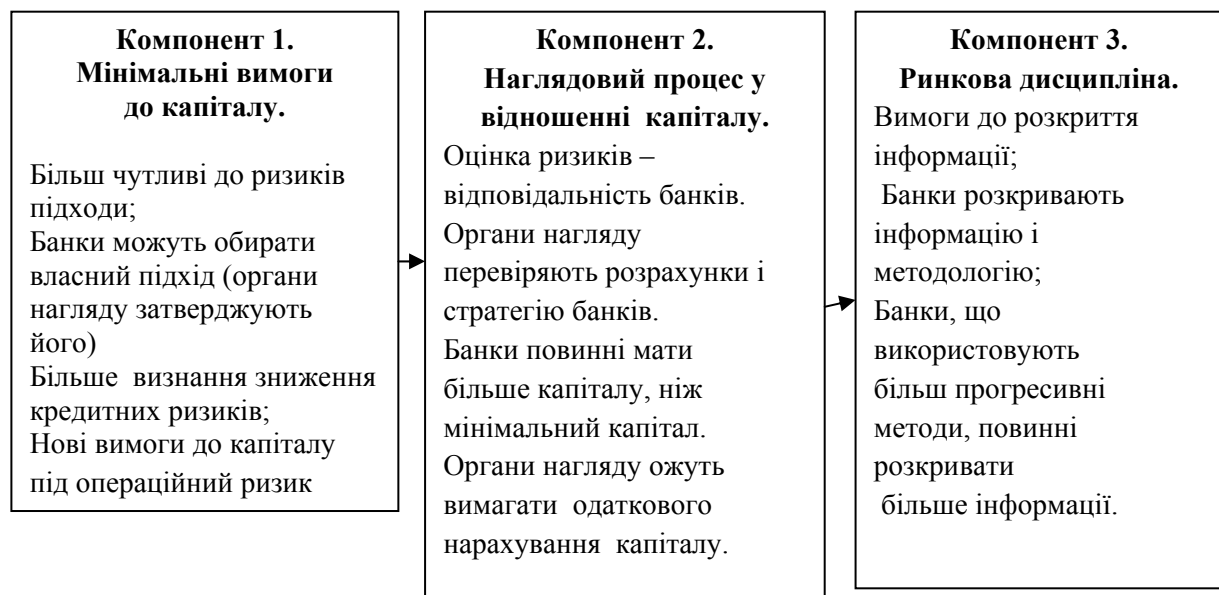 Компонент 1.
Мінімальні вимоги
до капіталу.
Більш чутливі до ризиків
підходи;
Банки можуть обирати
власний підхід (органи
нагляду затверджують
його)
Більше визнання зниження
кредитних ризиків;
Нові вимоги до капіталу
під операційний ризик
Компонент 2.
Наглядовий процес у
відношенні капіталу.
Оцінка ризиків –
відповідальність банків.
Органи нагляду
перевіряють розрахунки і
стратегію банків.
Банки повинні мати
більше капіталу, ніж
мінімальний капітал.
Органи нагляду ожуть
вимагати одаткового
нарахування капіталу.
Компонент 3.
Ринкова дисципліна.
Вимоги до розкриття
інформації;
Банки розкривають
інформацію і
методологію;
Банки, що
використовують
більш прогресивні
методи, повинні
розкривати
більше інформації.